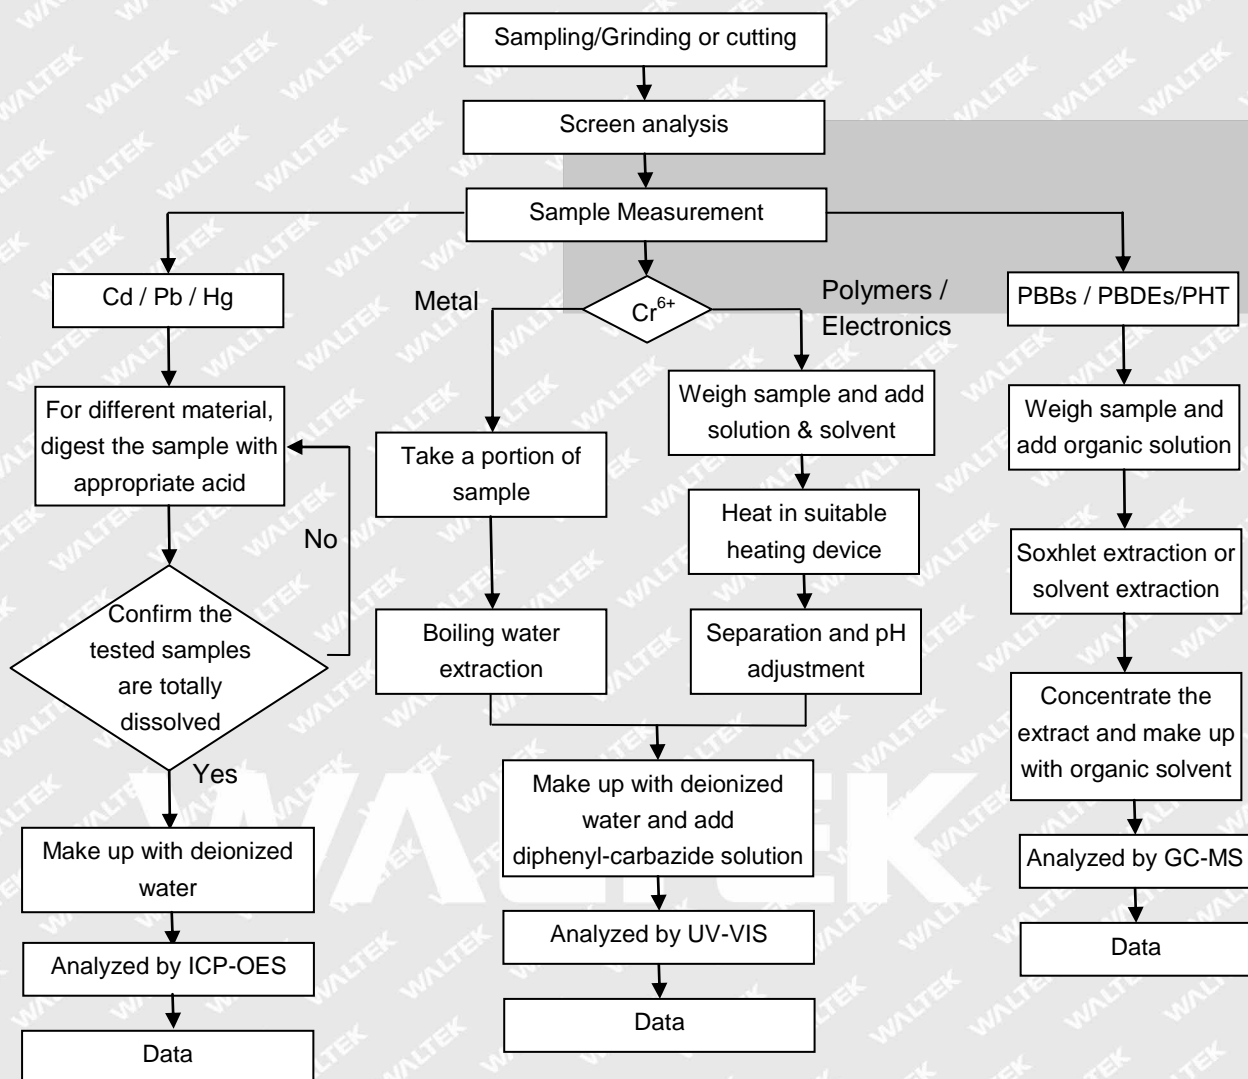 Sampling/Grinding or cutting
Screen analysis
Sample Measurement
Cd / Pb / Hg
For different material,
digest the sample with
appropriate acid
No
Confirm the
tested samples
are totally
dissolved
Yes
Make up with deionized
water
Analyzed by ICP-OES
Data
Cr6+
Metal
Take a portion of
sample
Boiling water
extraction
Polymers /
Electronics
Weigh sample and add
solution & solvent
Heat in suitable
heating device
Separation and pH
adjustment
Make up with deionized
water and add
diphenyl-carbazide solution
Analyzed by UV-VIS
Data
PBBs / PBDEs/PHT
Weigh sample and
add organic solution
Soxhlet extraction or
solvent extraction
Concentrate the
extract and make up
with organic solvent
Analyzed by GC-MS
Data
WALTEK